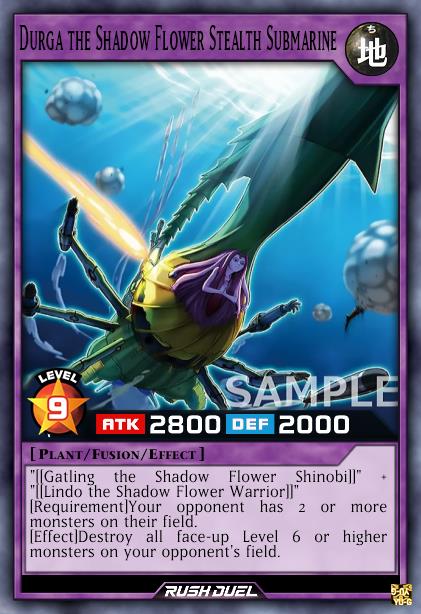 Durga the Shadow Flower Stealth Submarine
ち
地
SAMPLE
LEVEL
9
ATK 2800 DEF 2000
[Plant/Fusion/Effect]
"[[Gatling the Shadow Flower Shinobi]]" +
"[[Lindo the Shadow Flower Warrior]]"
[Requirement]Your opponent has 2 or more
monsters on their field.
[Effect]Destroy all face-up Level 6 or higher
monsters on your opponent's field.
RUSH DUEL